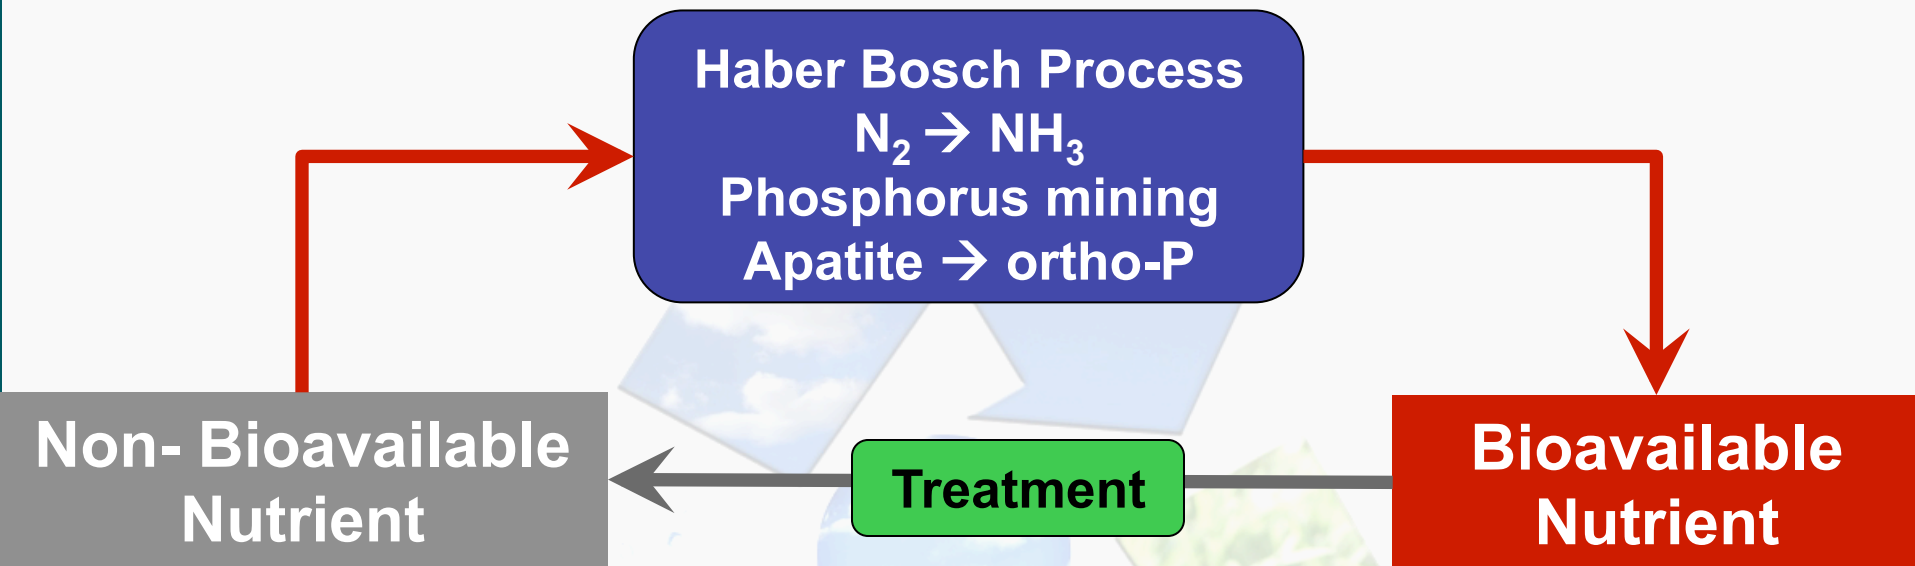 Haber Bosch Process
N₂ → NH₃
Phosphorus mining
Apatite → ortho-P
Non- Bioavailable
Nutrient
Treatment
Bioavailable
Nutrient